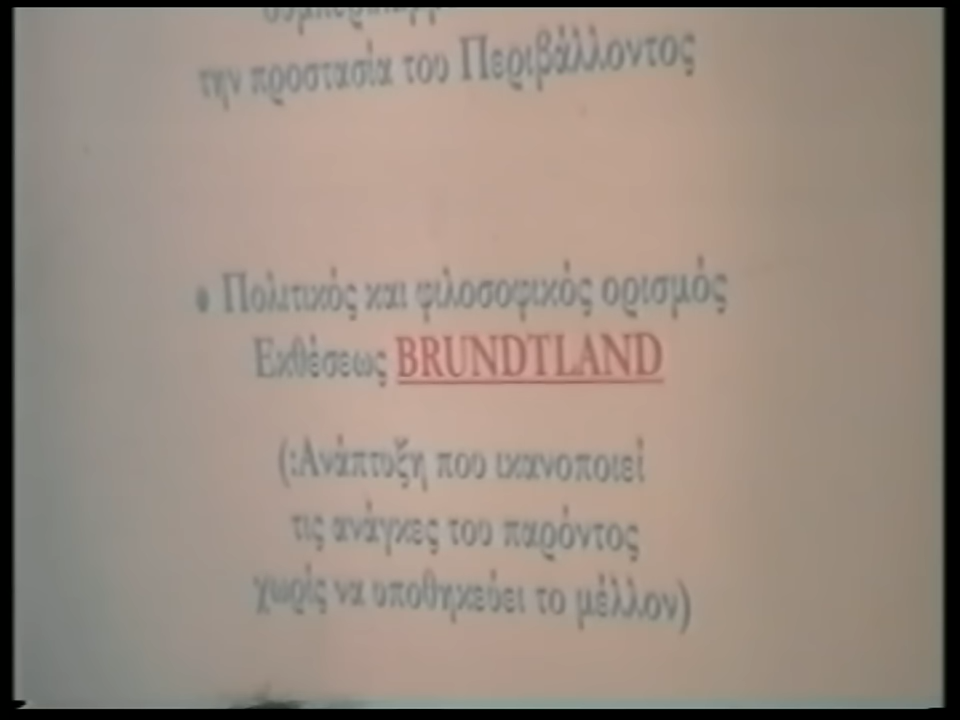 την προστασία του Περιβάλλοντος
• Πολιτικός και φιλοσοφικός ορισμός
Εκθέσεως BRUNDTLAND
(:Ανάπτυξη που ικανοποιεί
τις ανάγκες του παρόντος
χωρίς να υποθηκεύει το μέλλον)